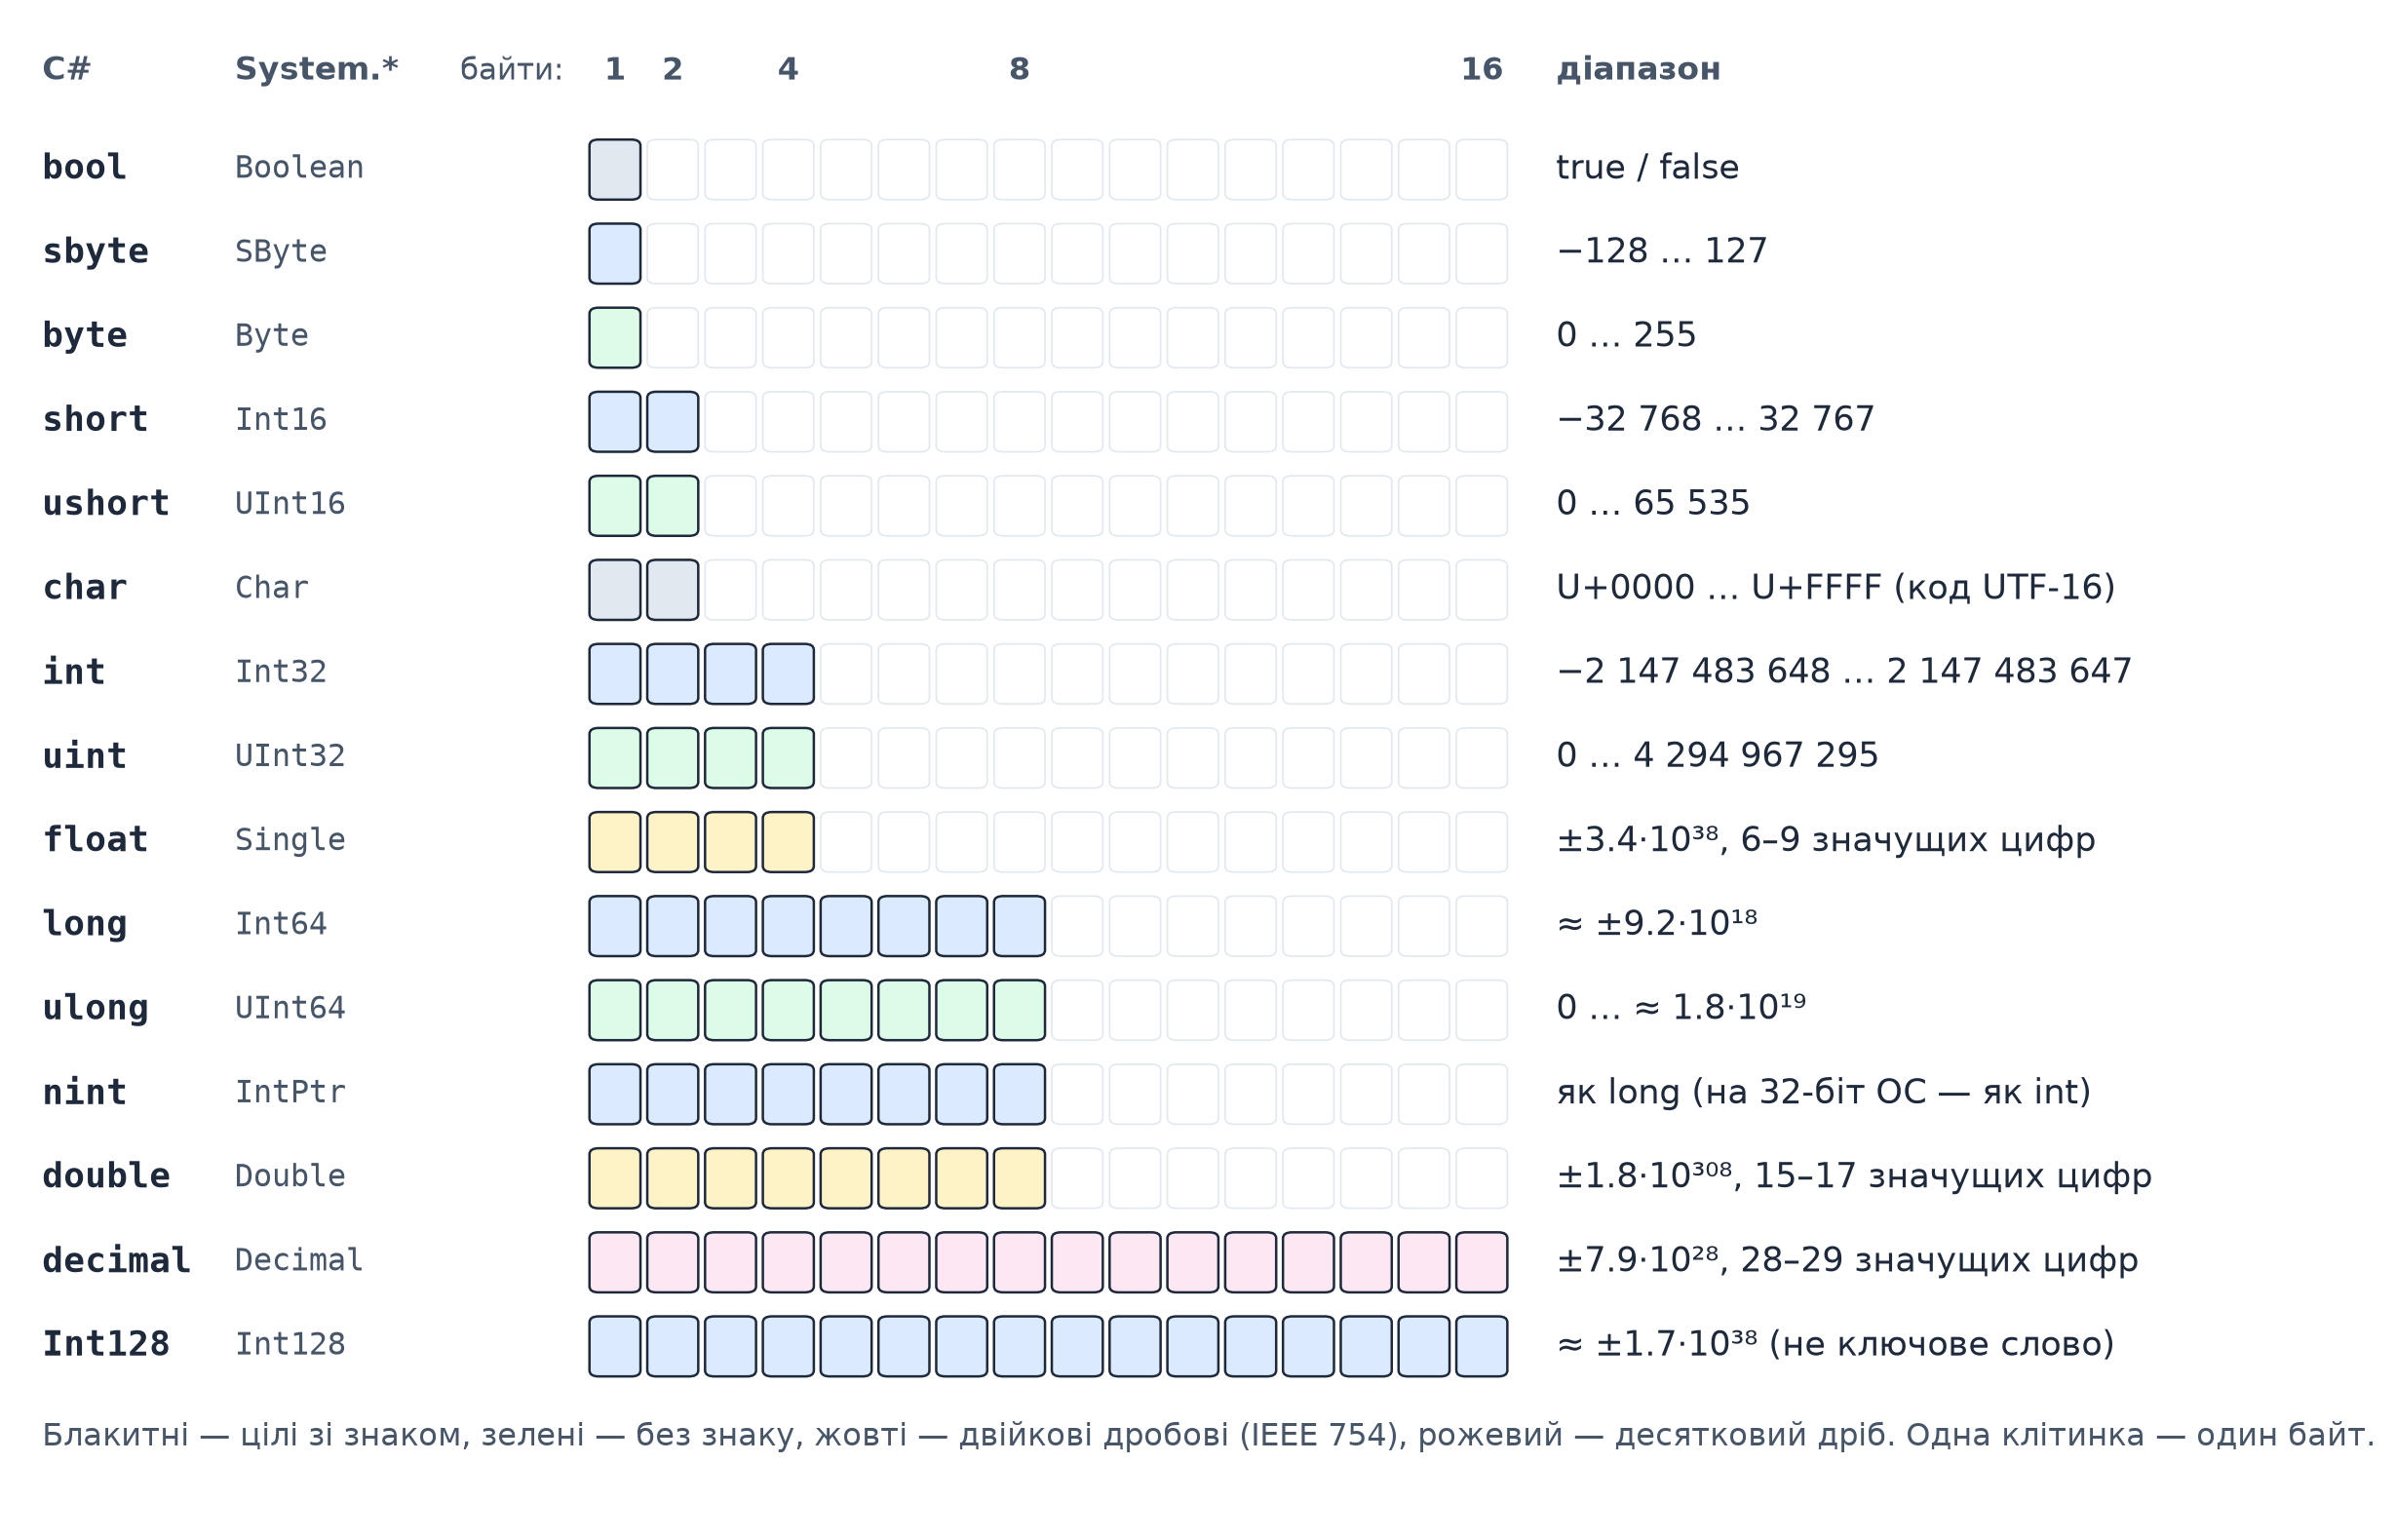 C# System.* байти: 1 2 4 8 16 діапазон
bool Boolean true / false
sbyte SByte −128 … 127
byte Byte 0 … 255
short Int16 −32 768 … 32 767
ushort UInt16 0 … 65 535
char Char U+0000 … U+FFFF (код UTF-16)
int Int32 −2 147 483 648 … 2 147 483 647
uint UInt32 0 … 4 294 967 295
float Single ±3.4·10³⁸, 6–9 значущих цифр
long Int64 ≈ ±9.2·10¹⁸
ulong UInt64 0 … ≈ 1.8·10¹⁹
nint IntPtr як long (на 32-біт ОС — як int)
double Double ±1.8·10³⁰⁸, 15–17 значущих цифр
decimal Decimal ±7.9·10²⁸, 28–29 значущих цифр
Int128 Int128 ≈ ±1.7·10³⁸ (не ключове слово)
Блакитні — цілі зі знаком, зелені — без знаку, жовті — двійкові дробові (IEEE 754), рожевий — десятковий дріб. Одна клітинка — один байт.